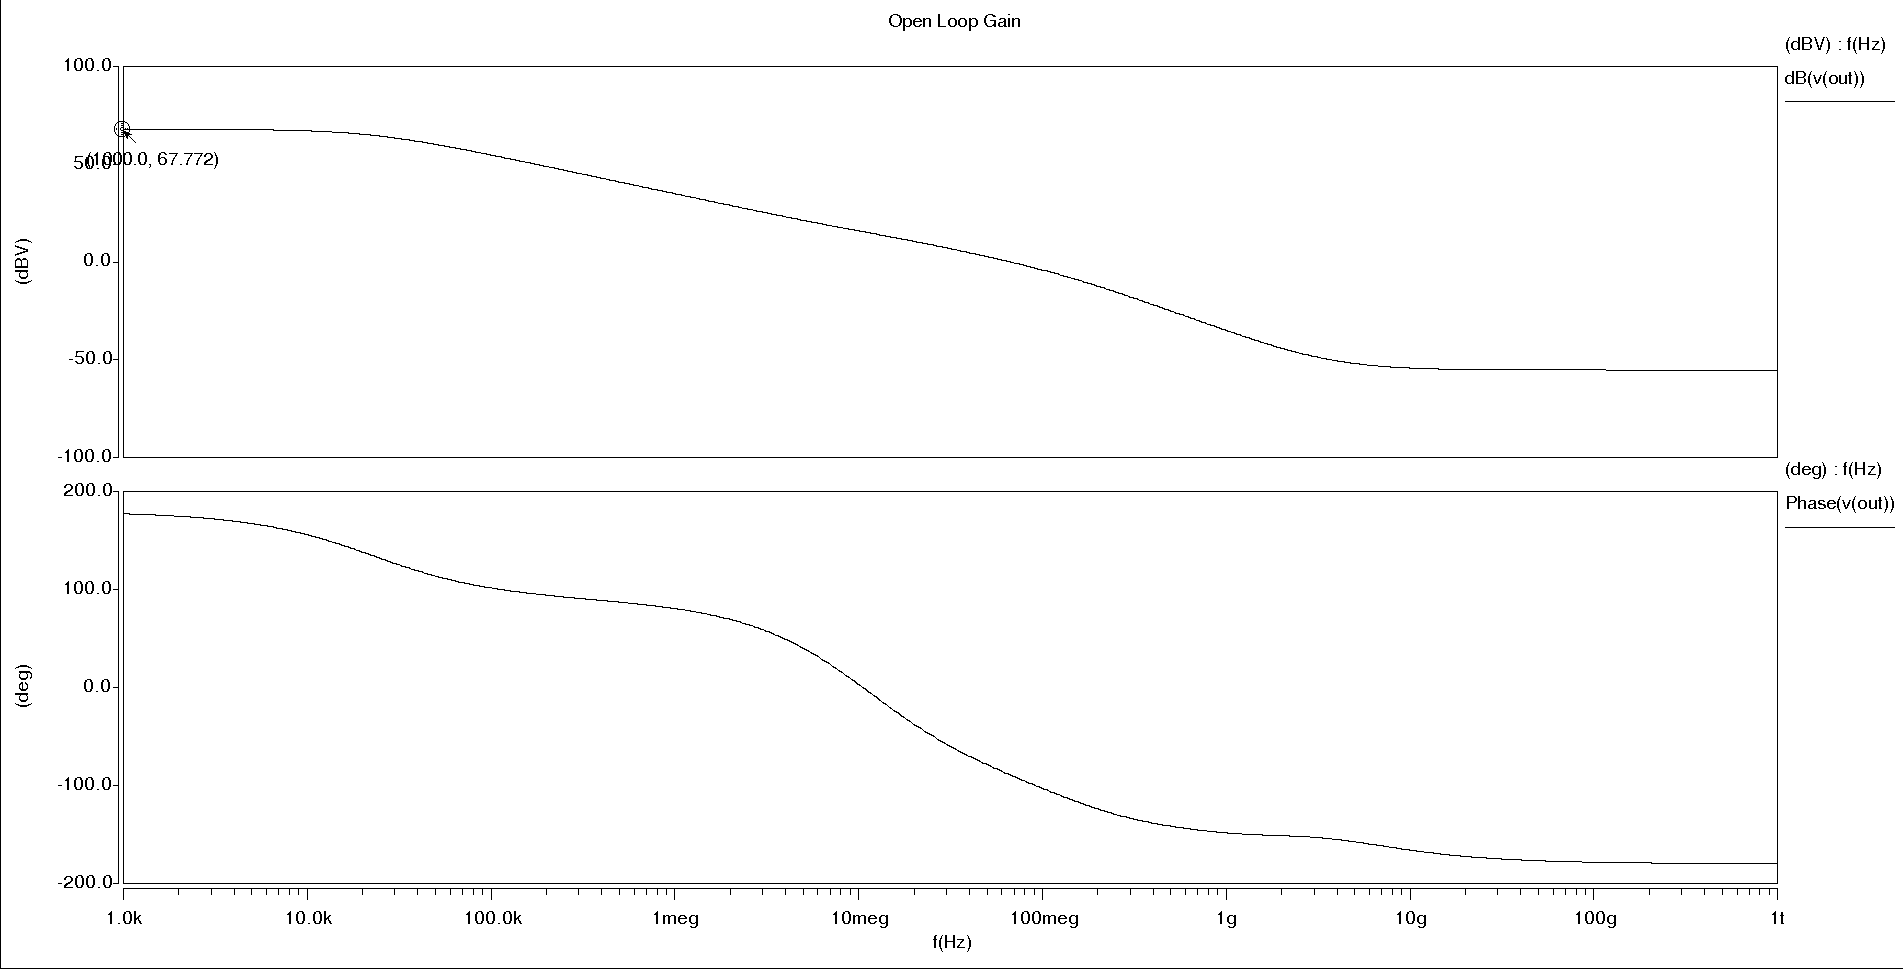 Open Loop Gain
(dBV) : f(Hz)
dB(v(out))
100.0
50.0
(1000.0, 67.772)
0.0
-50.0
-100.0
(dBV)
(deg) : f(Hz)
Phase(v(out))
200.0
100.0
0.0
-100.0
-200.0
(deg)
1.0k 10.0k 100.0k 1meg 10meg 100meg 1g 10g 100g 1t
f(Hz)